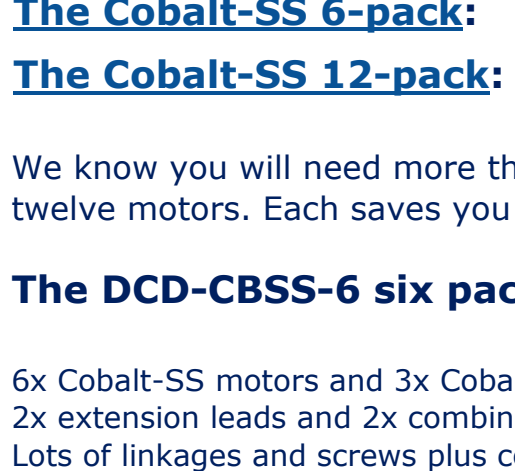 The Cobalt-SS 6-pack:
The Cobalt-SS 12-pack:
We know you will need more
twelve motors. Each saves you
The DCD-CBSS-6 six
6x Cobalt-SS motors and 3x
2x extension leads and 2x
Lots of linkages and screws plus